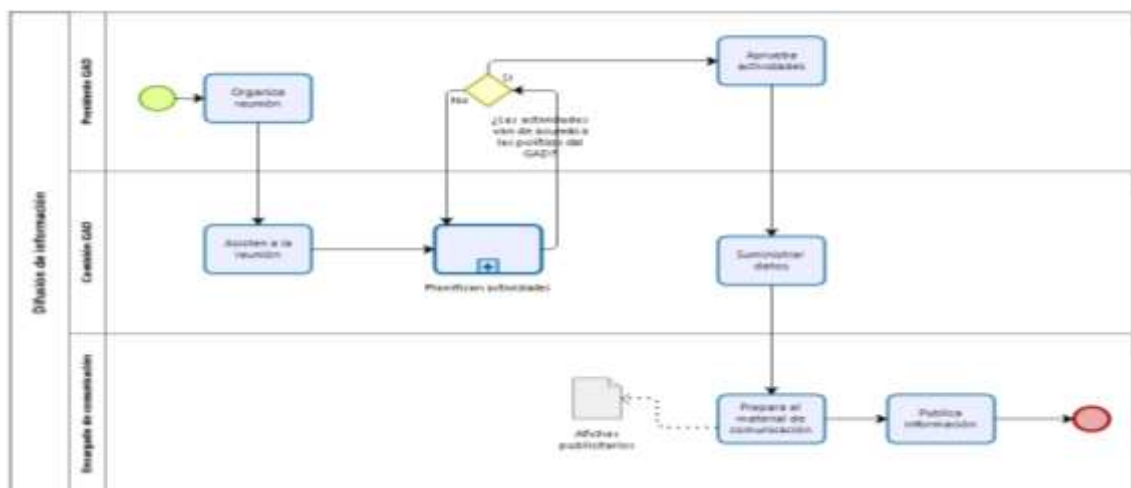 Difusión de información
Presidente GAD
Organiza
reunión
No
Si
¿Las actividades
van de acuerdo a
las políticas del
GAD?
Aprueba
actividades
Comisión GAD
Asisten a la
reunión
Planifican actividades
Suministrar
datos
Encargado de comunicación
Afiches
publicitarios
Prepara el
material de
comunicación
Publica
información